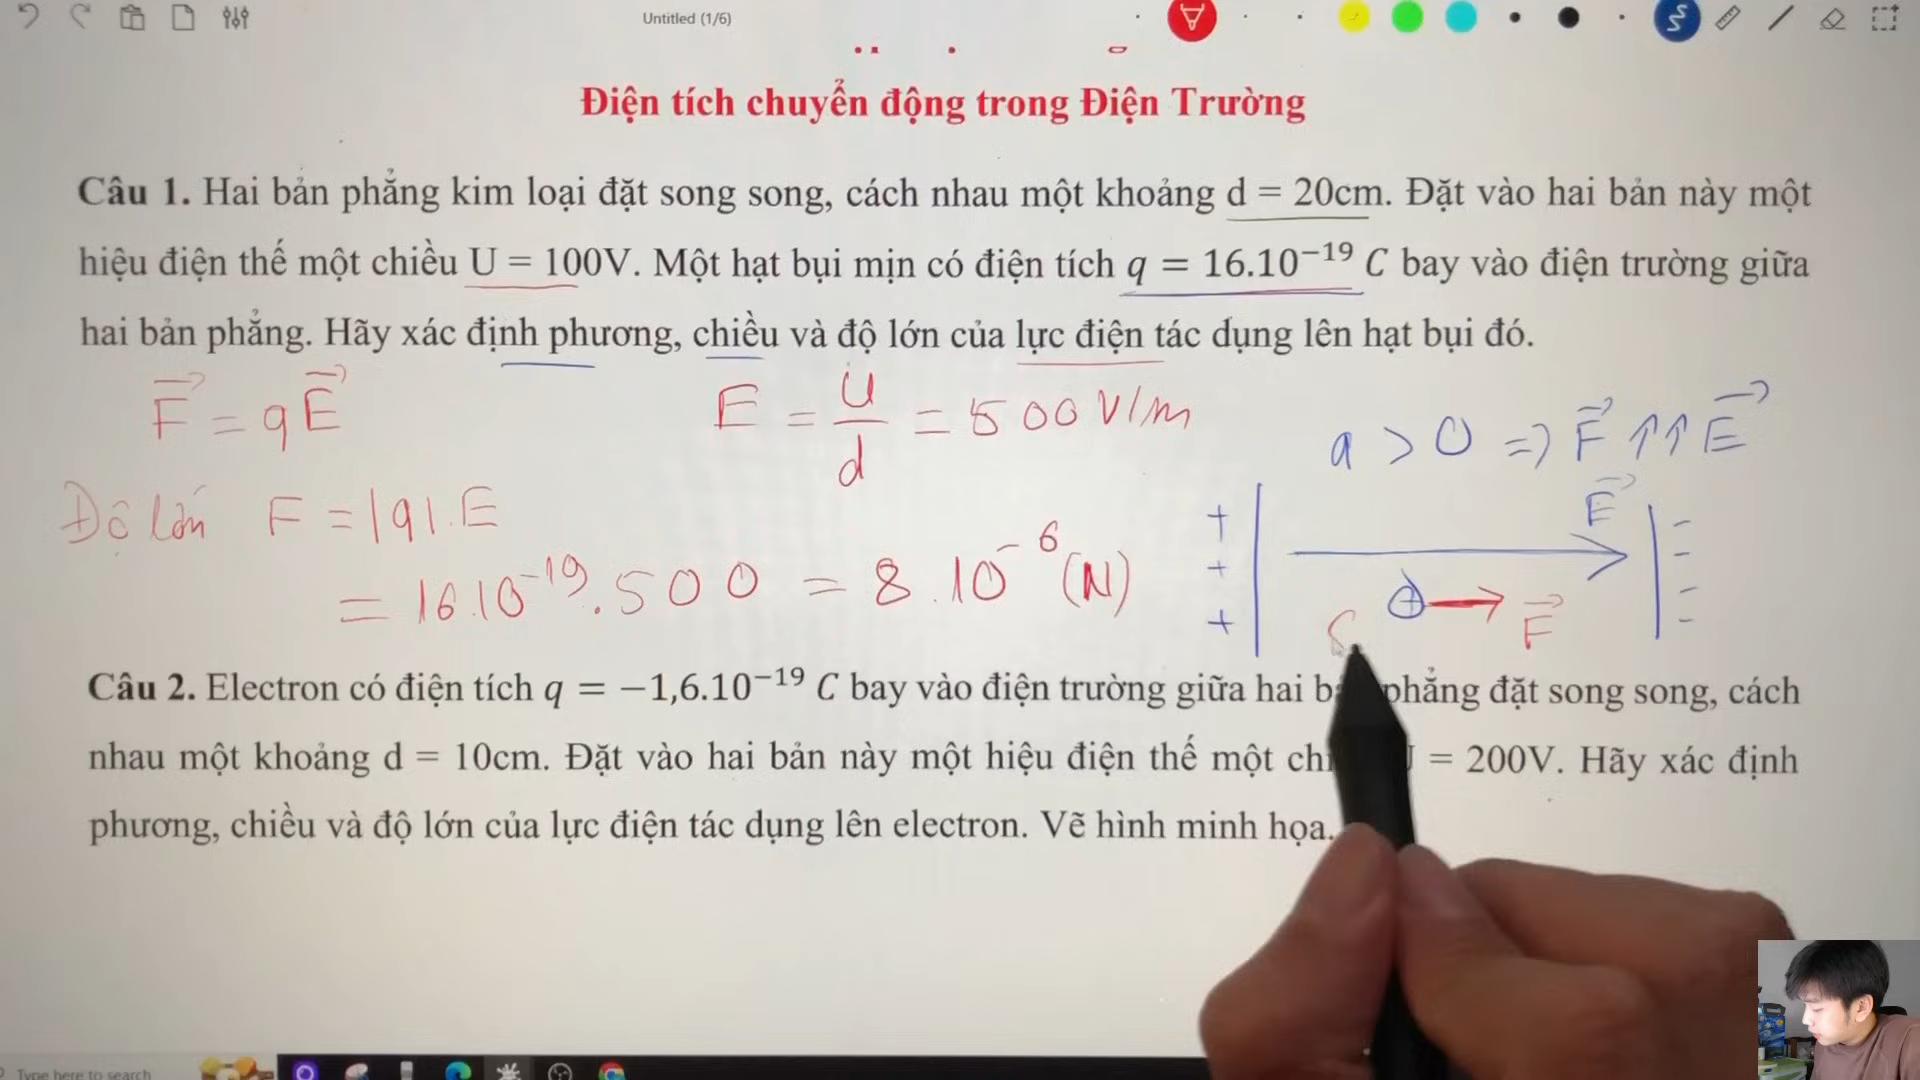 Untitled (1/6)
Điện tích chuyển động trong Điện Trường
Câu 1. Hai bản phẳng kim loại đặt song song, cách nhau một khoảng d = 20cm. Đặt vào hai bản này một
hiệu điện thế một chiều U = 100V. Một hạt bụi mịn có điện tích q = 16.10⁻¹⁹ C bay vào điện trường giữa
hai bản phẳng. Hãy xác định phương, chiều và độ lớn của lực điện tác dụng lên hạt bụi đó.
F⃗ = qE⃗
E = U/d = 500 V/m
q > 0 => F⃗ ↑↑ E⃗
Độ lớn F = |q|.E
= 16.10⁻¹⁹.500 = 8.10⁻⁶ (N)
+ + +
E⃗
- - - -
+
F⃗
Câu 2. Electron có điện tích q = −1,6.10⁻¹⁹ C bay vào điện trường giữa hai phẳng đặt song song, cách
nhau một khoảng d = 10cm. Đặt vào hai bản này một hiệu điện thế một = 200V. Hãy xác định
phương, chiều và độ lớn của lực điện tác dụng lên electron. Vẽ hình minh họa.
Type here to search